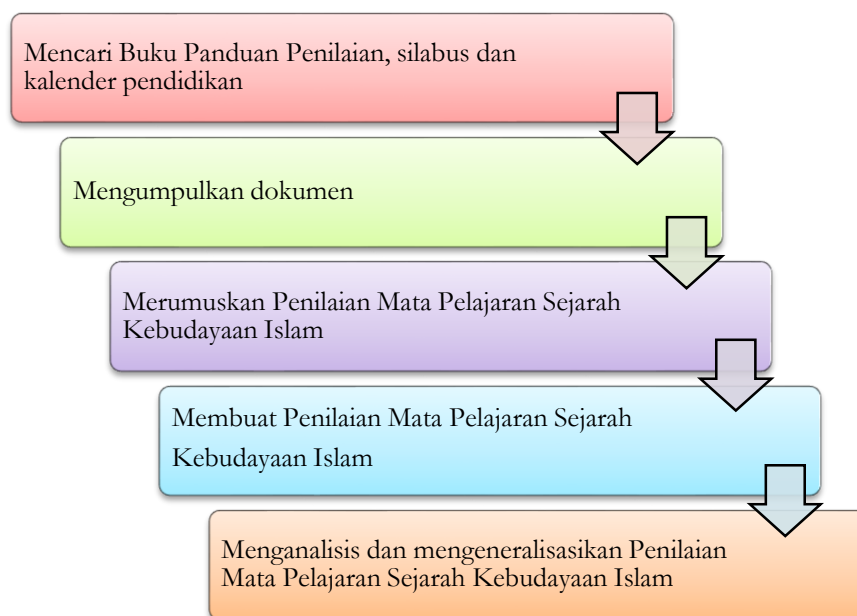 Mencari Buku Panduan Penilaian, silabus dan
kalender pendidikan
Mengumpulkan dokumen
Merumuskan Penilaian Mata Pelajaran Sejarah
Kebudayaan Islam
Membuat Penilaian Mata Pelajaran Sejarah
Kebudayaan Islam
Menganalisis dan mengeneralisasikan Penilaian
Mata Pelajaran Sejarah Kebudayaan Islam